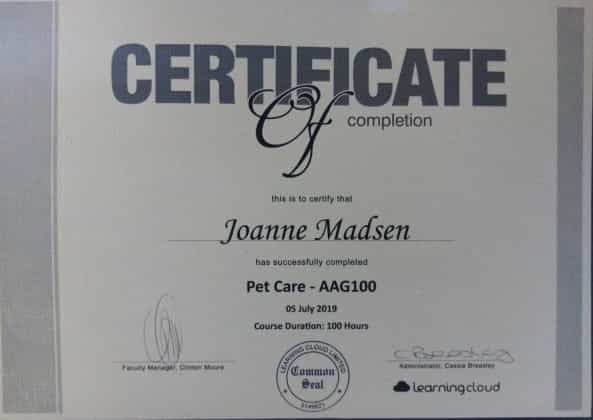 CERTIFICATE
Of
completion
this is to certify that
Joanne Madsen
has successfully completed
Pet Care - AAG100
05 July 2019
Course Duration: 100 Hours
Faculty Manager, Clinton Moore
LEARNING CLOUD LIMITED
Common
Seal
Administrator, Cassia Breasley
learningcloud